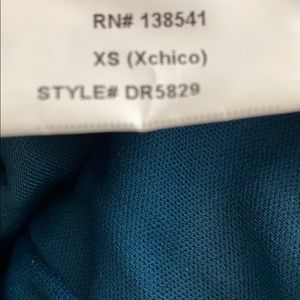 RN# 138541
XS (Xchico)
STYLE# DR5829